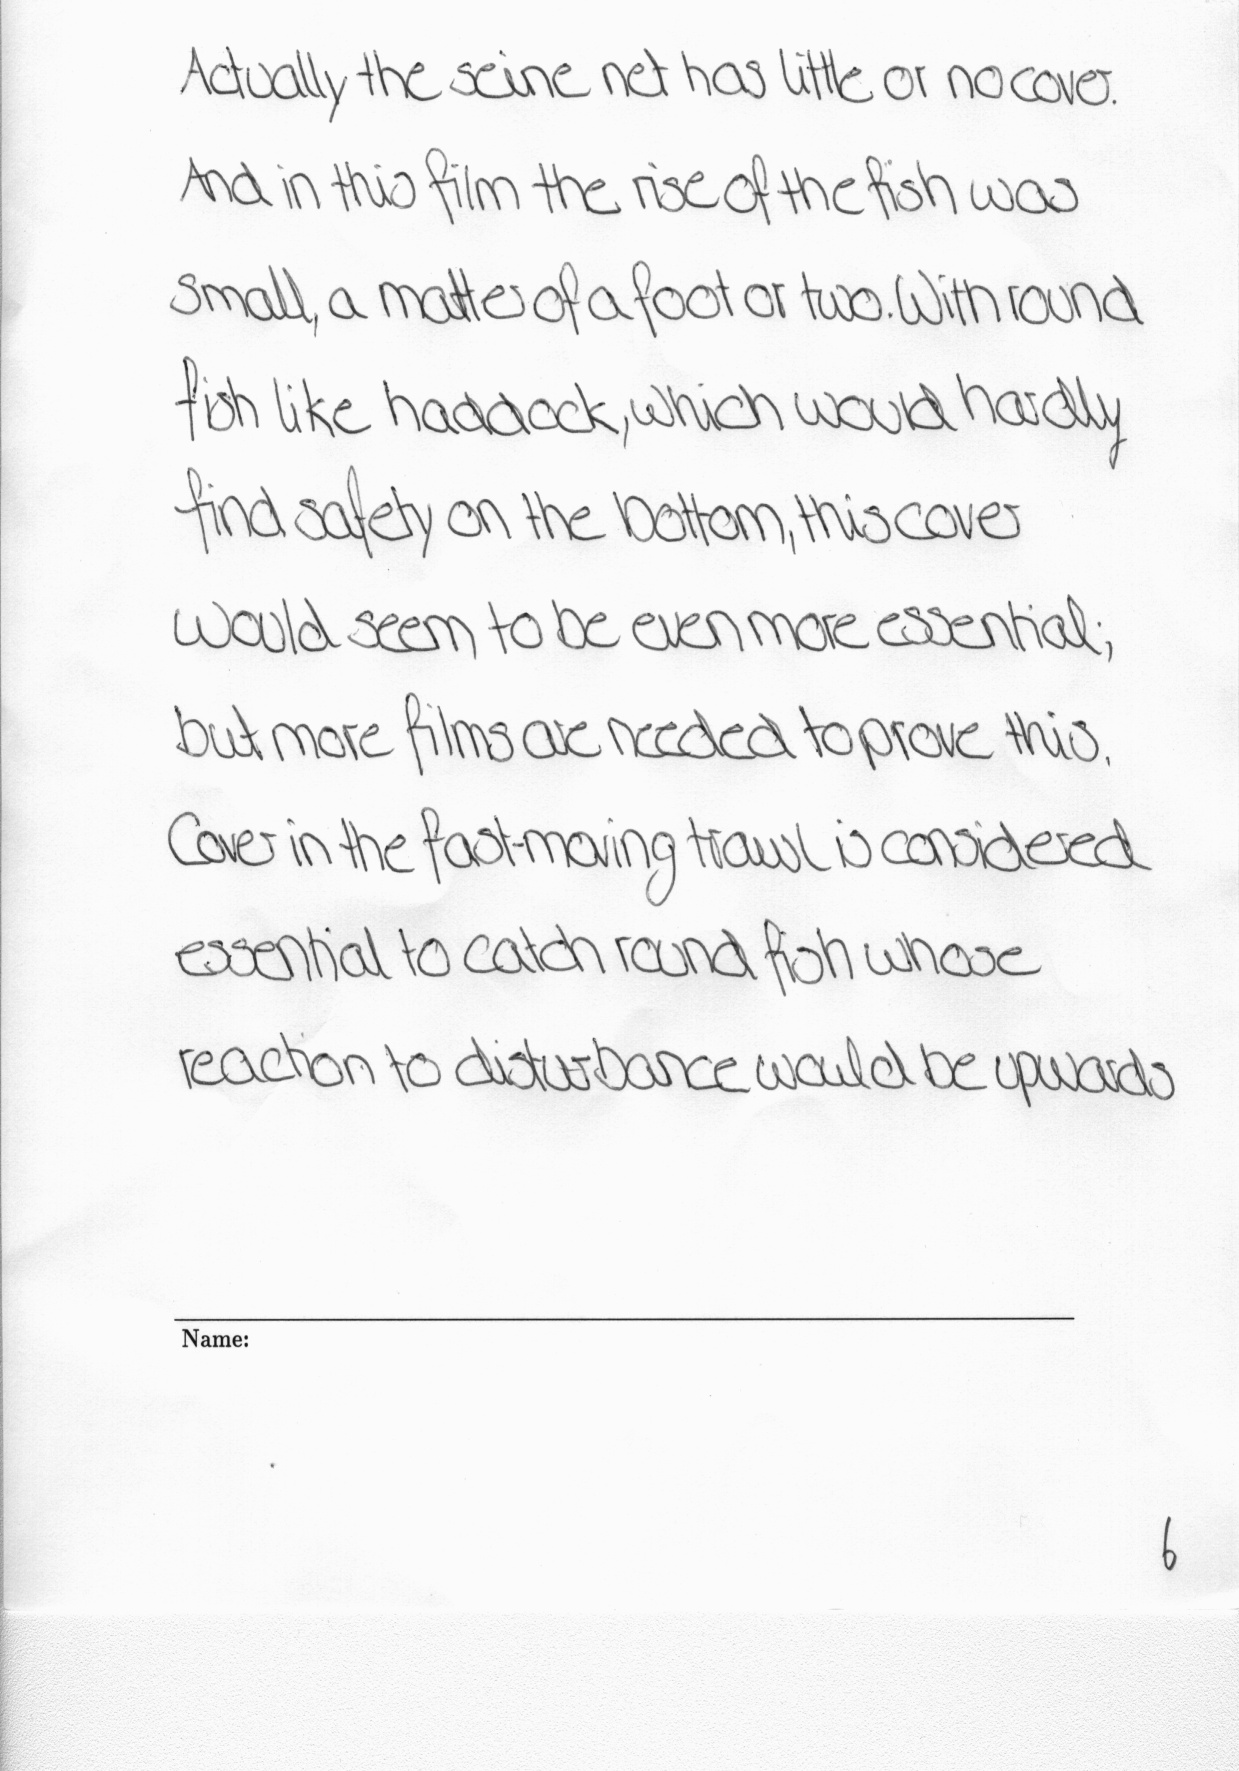 Actually the seine net has little or no cover.
And in this film the rise of the fish was
small, a matter of a foot or two. With round
fish like haddock, which would hardly
find safety on the bottom, this cover
would seem to be even more essential;
but more films are needed to prove this.
Cover in the fast-moving trawl is considered
essential to catch round fish whose
reaction to disturbance would be upwards
Name:
6